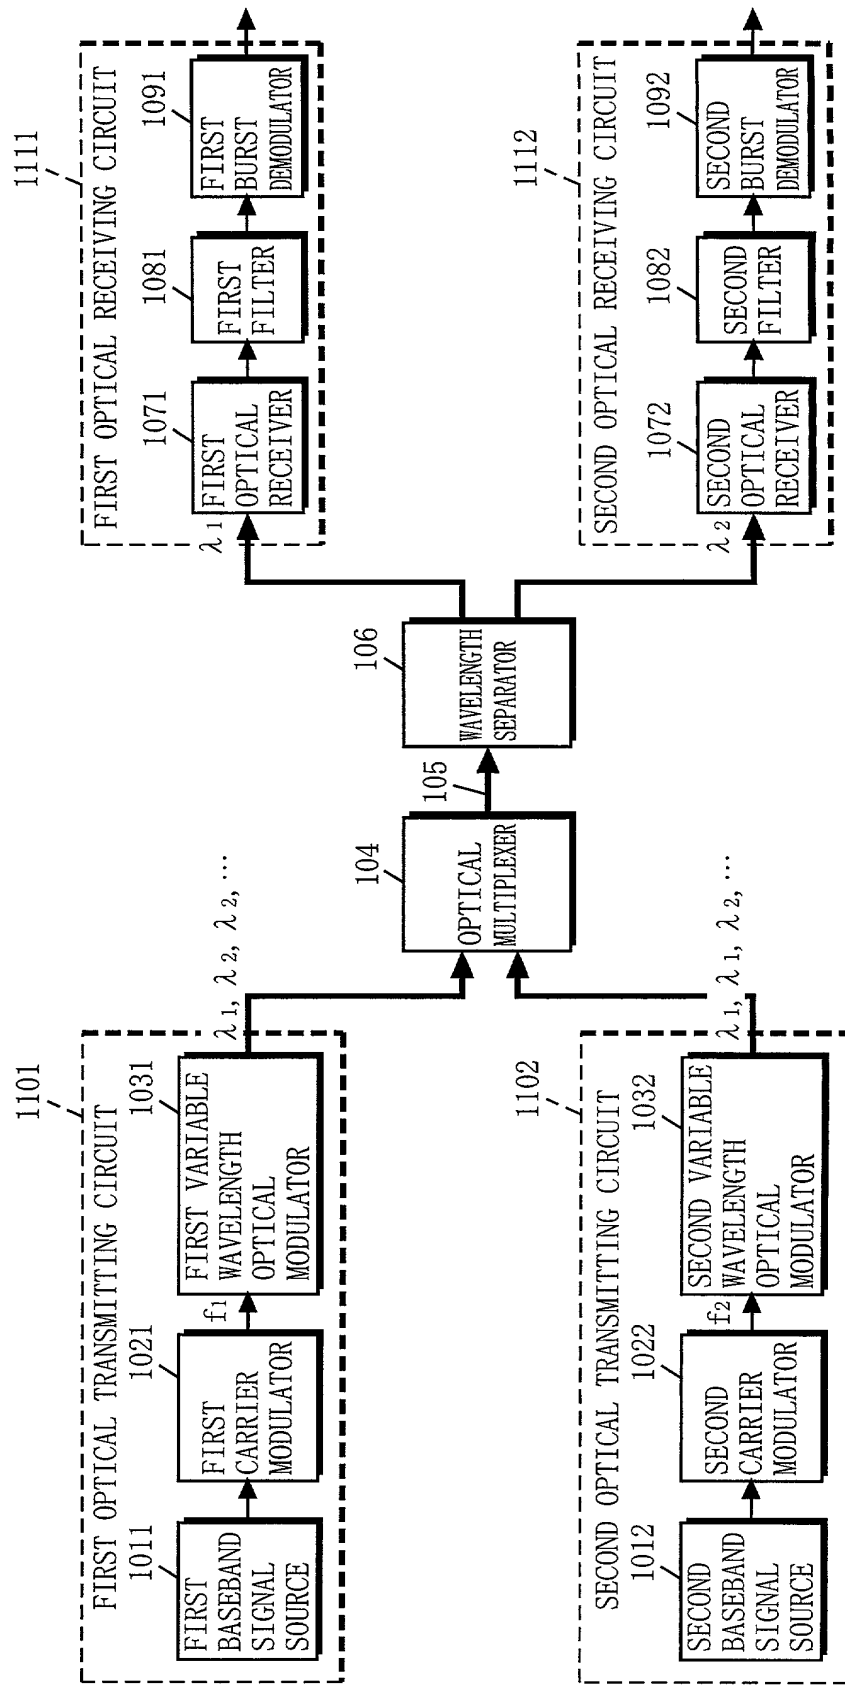 1101
FIRST OPTICAL TRANSMITTING CIRCUIT
1011
FIRST
BASEBAND
SIGNAL
SOURCE
1021
FIRST
CARRIER
MODULATOR
f1
1031
FIRST VARIABLE
WAVELENGTH
OPTICAL
MODULATOR
λ1, λ2, λ2, …
1102
SECOND OPTICAL TRANSMITTING CIRCUIT
1012
SECOND
BASEBAND
SIGNAL
SOURCE
1022
SECOND
CARRIER
MODULATOR
f2
1032
SECOND VARIABLE
WAVELENGTH
OPTICAL
MODULATOR
λ1, λ1, λ2, …
104
OPTICAL
MULTIPLEXER
105
106
WAVELENGTH
SEPARATOR
1111
FIRST OPTICAL RECEIVING CIRCUIT
λ1
1071
FIRST
OPTICAL
RECEIVER
1081
FIRST
FILTER
1091
FIRST
BURST
DEMODULATOR
1112
SECOND OPTICAL RECEIVING CIRCUIT
λ2
1072
SECOND
OPTICAL
RECEIVER
1082
SECOND
FILTER
1092
SECOND
BURST
DEMODULATOR